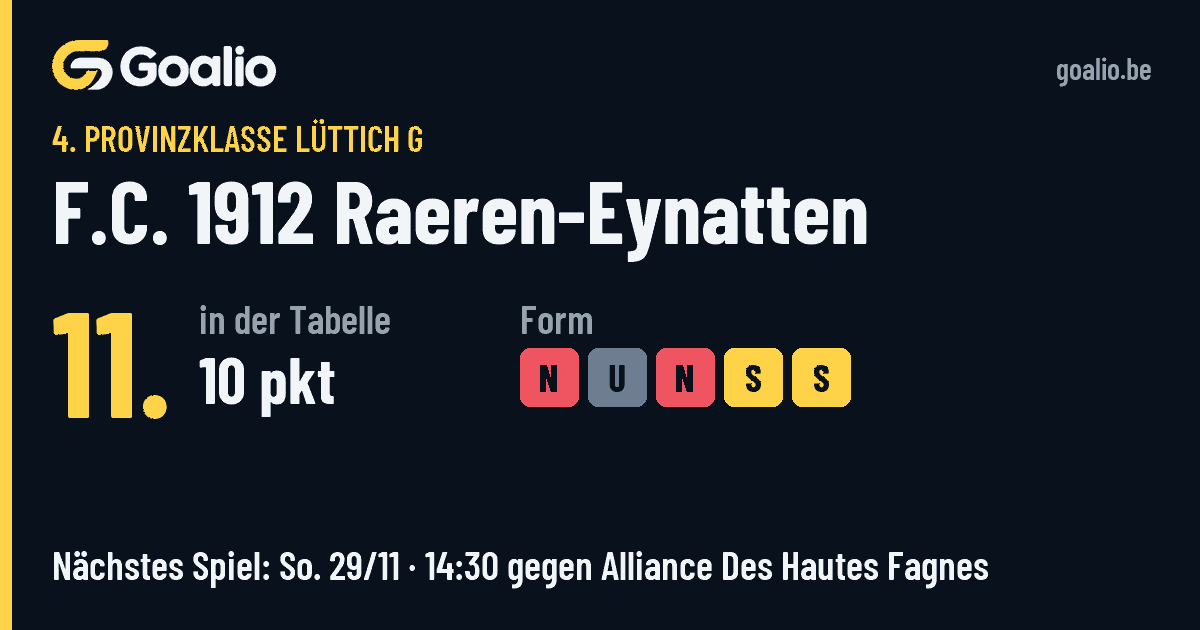 Goalio
goalio.be
4. PROVINZKLASSE LÜTTICH G
F.C. 1912 Raeren-Eynatten
11.
in der Tabelle
10 pkt
Form
N U N S S
Nächstes Spiel: So. 29/11 · 14:30 gegen Alliance Des Hautes Fagnes